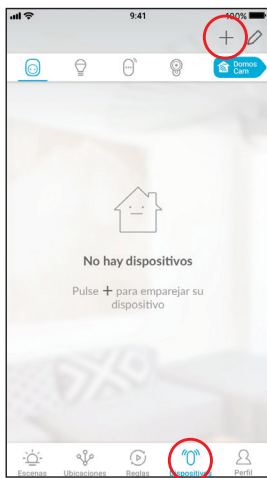 9:41
100%
Domos
Cam
No hay dispositivos
Pulse + para emparejar su
dispositivo
Escenas Ubicaciones Reglas Dispositivos Perfil